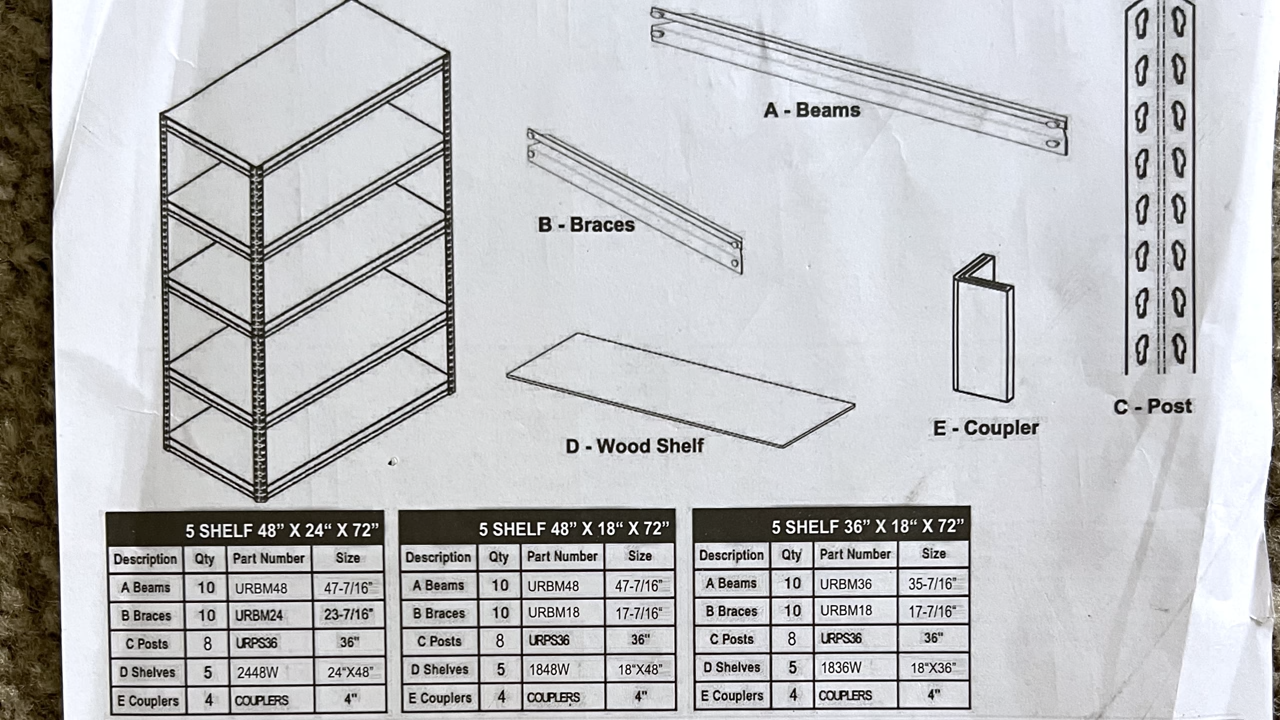 A - Beams
B - Braces
C - Post
E - Coupler
D - Wood Shelf
5 SHELF 48” X 24“ X 72”
Description Qty Part Number Size
A Beams 10 URBM48 47-7/16"
B Braces 10 URBM24 23-7/16"
C Posts 8 URPS36 36"
D Shelves 5 2448W 24"X48"
E Couplers 4 COUPLERS 4"
5 SHELF 48” X 18“ X 72”
Description Qty Part Number Size
A Beams 10 URBM48 47-7/16"
B Braces 10 URBM18 17-7/16"
C Posts 8 URPS36 36"
D Shelves 5 1848W 18"X48"
E Couplers 4 COUPLERS 4"
5 SHELF 36” X 18“ X 72”
Description Qty Part Number Size
A Beams 10 URBM36 35-7/16"
B Braces 10 URBM18 17-7/16"
C Posts 8 URPS36 36"
D Shelves 5 1836W 18"X36"
E Couplers 4 COUPLERS 4"